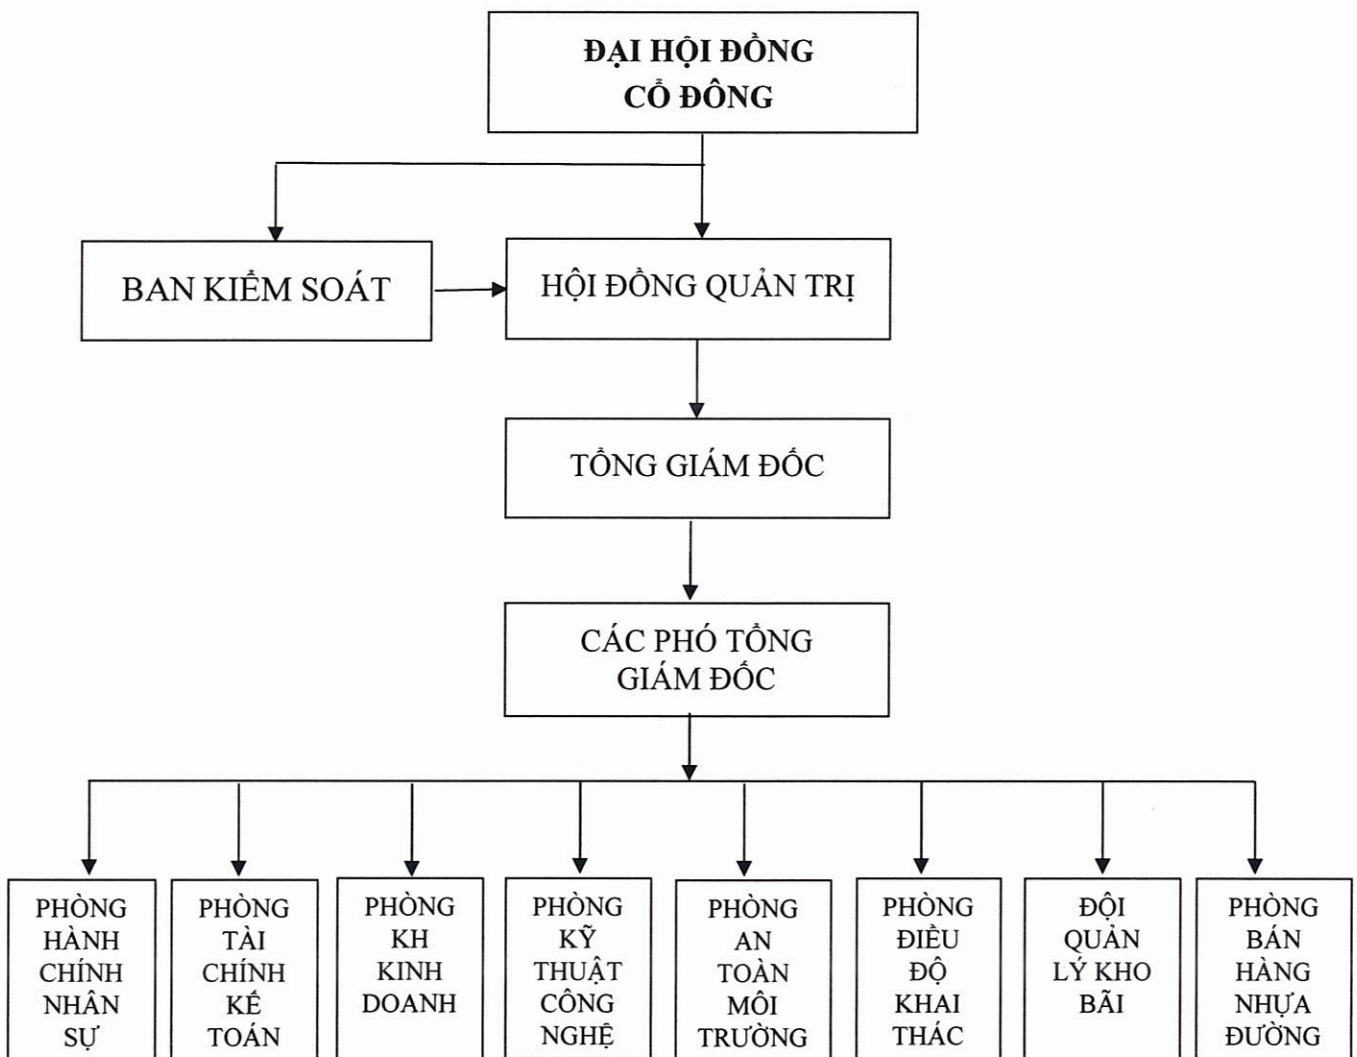 ĐẠI HỘI ĐỒNG
CỔ ĐÔNG
BAN KIỂM SOÁT
HỘI ĐỒNG QUẢN TRỊ
TỔNG GIÁM ĐỐC
CÁC PHÓ TỔNG
GIÁM ĐỐC
PHÒNG
HÀNH
CHÍNH
NHÂN
SỰ
PHÒNG
TÀI
CHÍNH
KẾ
TOÁN
PHÒNG
KH
KINH
DOANH
PHÒNG
KỸ
THUẬT
CÔNG
NGHỆ
PHÒNG
AN
TOÀN
MÔI
TRƯỜNG
PHÒNG
ĐIỀU
ĐỘ
KHAI
THÁC
ĐỘI
QUẢN
LÝ KHO
BÃI
PHÒNG
BÁN
HÀNG
NHỰA
ĐƯỜNG